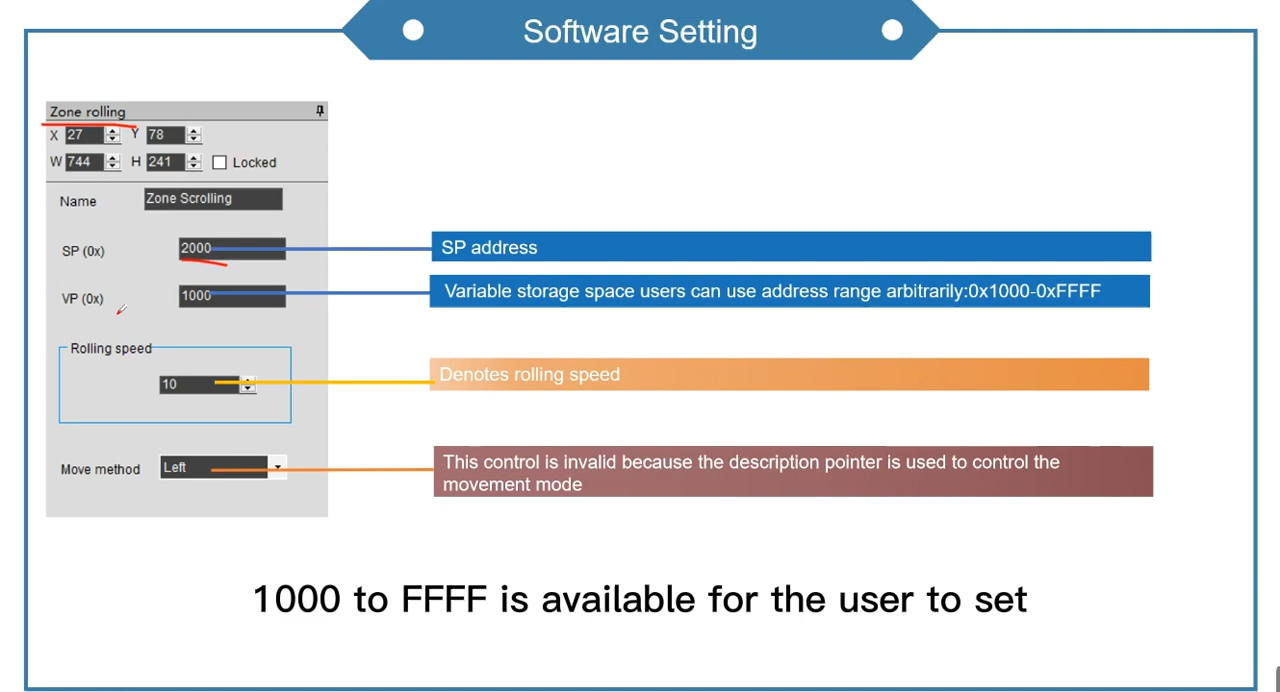 Software Setting
Zone rolling
X 27 Y 78
W 744 H 241 Locked
Name Zone Scrolling
SP (0x) 2000
SP address
VP (0x) 1000
Variable storage space users can use address range arbitrarily:0x1000-0xFFFF
Rolling speed
10
Denotes rolling speed
Move method Left
This control is invalid because the description pointer is used to control the
movement mode
1000 to FFFF is available for the user to set